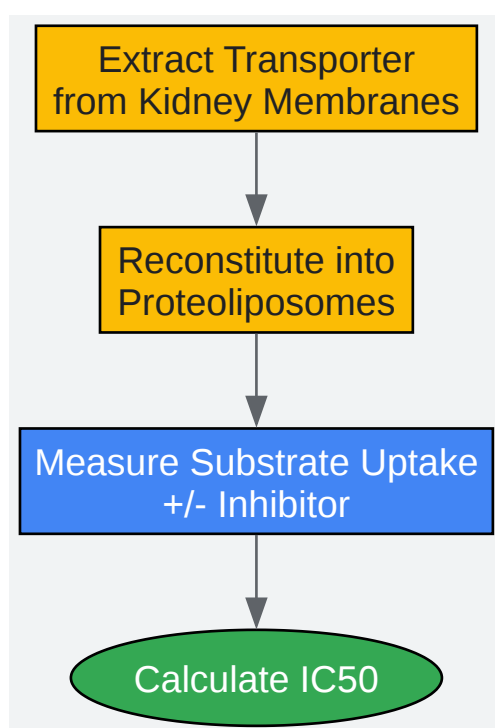 Extract Transporter
from Kidney Membranes
Reconstitute into
Proteoliposomes
Measure Substrate Uptake
+/- Inhibitor
Calculate IC50